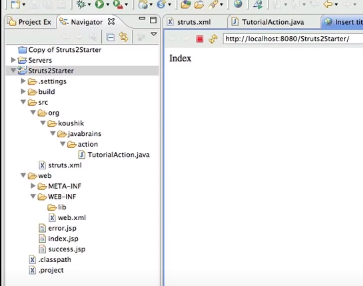 Project Ex
Navigator
struts.xml
TutorialAction.java
Insert tit
http://localhost:8080/Struts2Starter/
Index
Copy of Struts2Starter
Servers
Struts2Starter
.settings
build
src
org
koushik
javabrains
action
TutorialAction.java
struts.xml
web
META-INF
WEB-INF
lib
web.xml
error.jsp
index.jsp
success.jsp
.classpath
.project